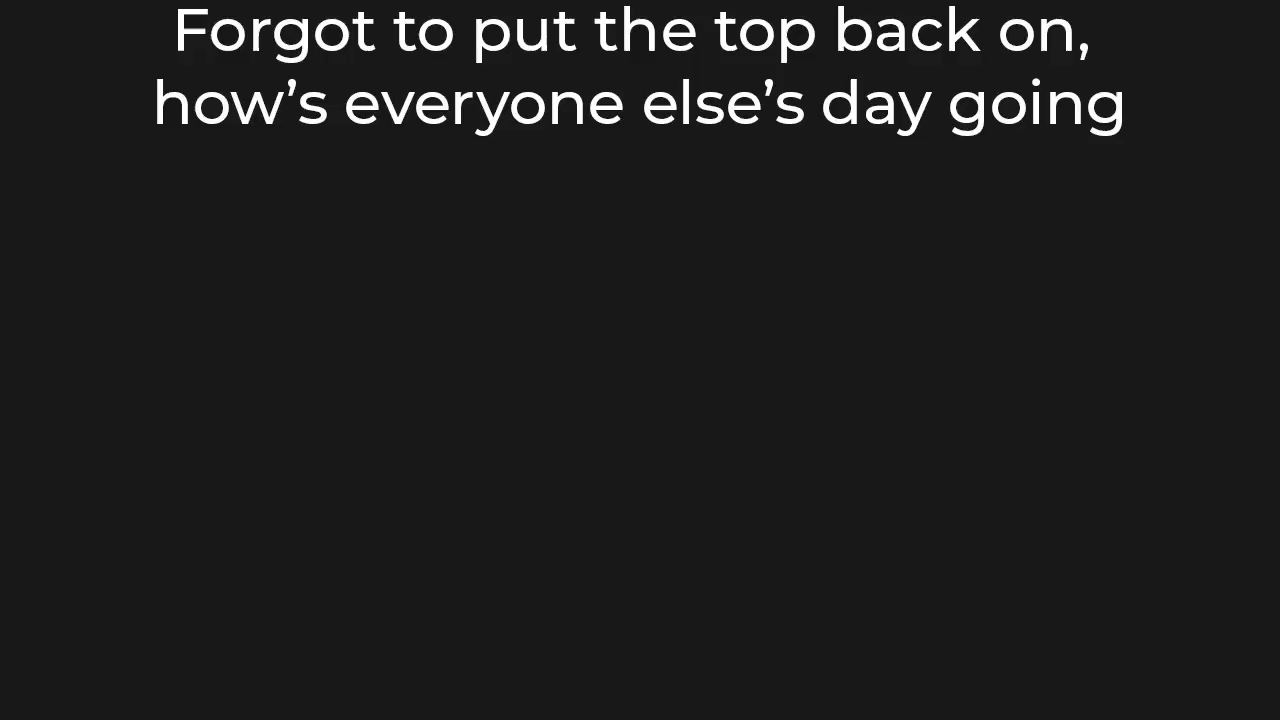 Forgot to put the top back on,
how’s everyone else’s day going